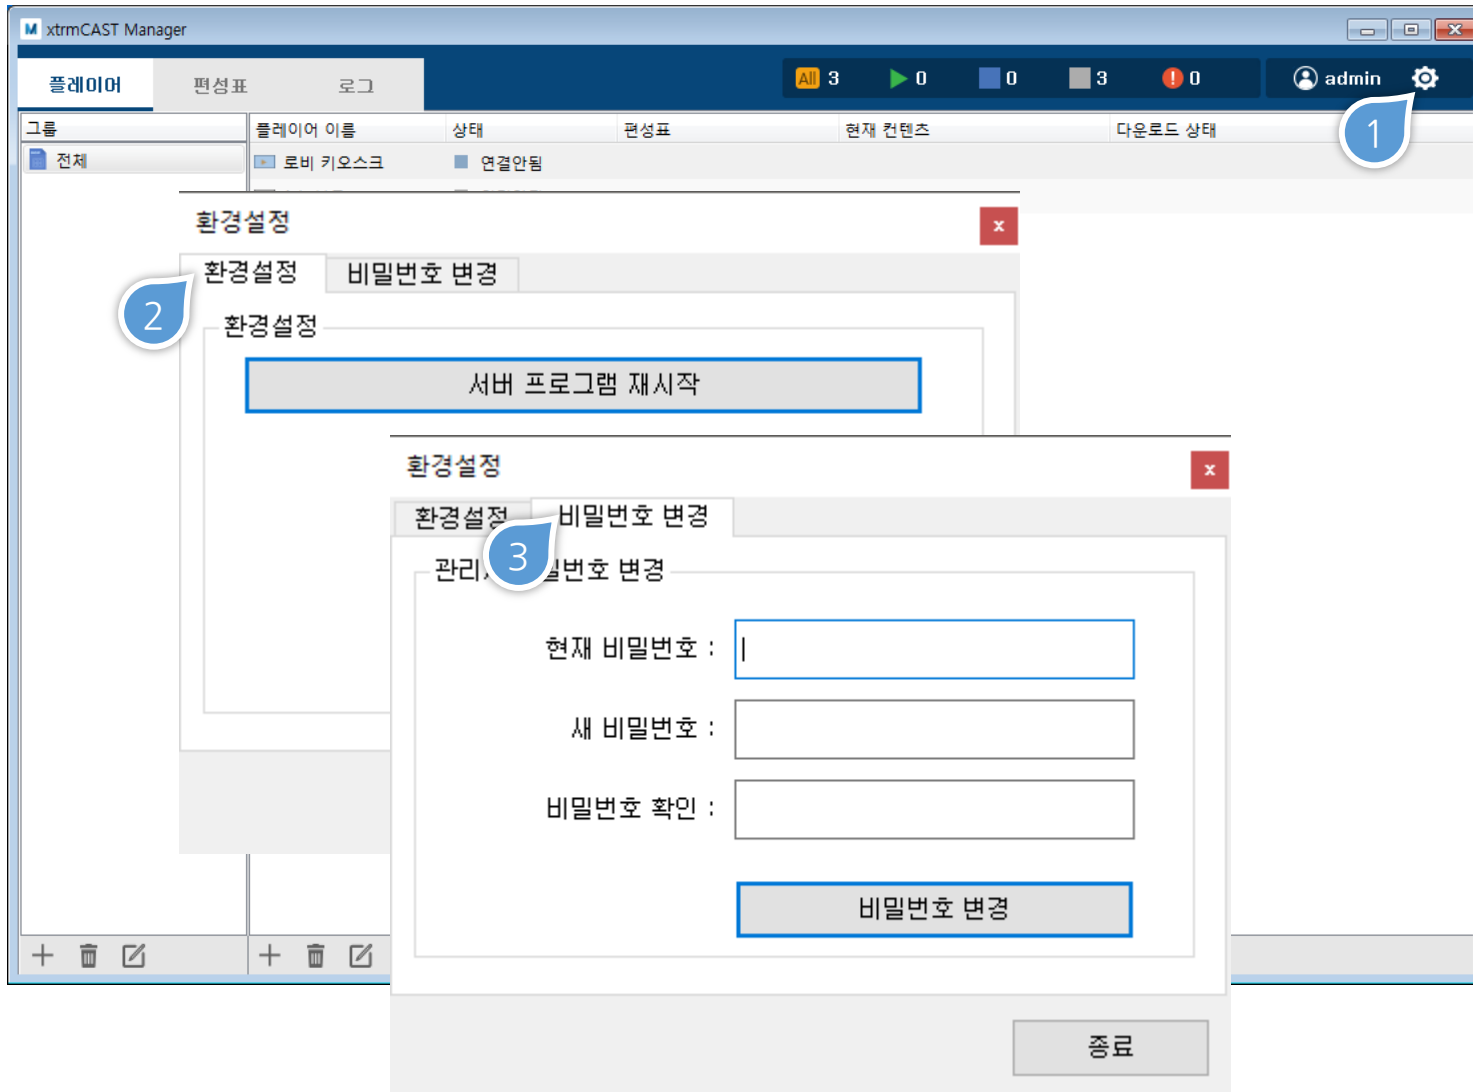 xtrmCAST Manager
플레이어 편성표 로그 All 3 0 0 3 0 admin
그룹 플레이어 이름 상태 편성표 현재 컨텐츠 다운로드 상태
1
전체 로비 키오스크 연결안됨
환경설정
환경설정 비밀번호 변경
2
환경설정
서버 프로그램 재시작
환경설정
환경설정 비밀번호 변경
3
관리 밀번호 변경
현재 비밀번호 :
새 비밀번호 :
비밀번호 확인 :
비밀번호 변경
종료